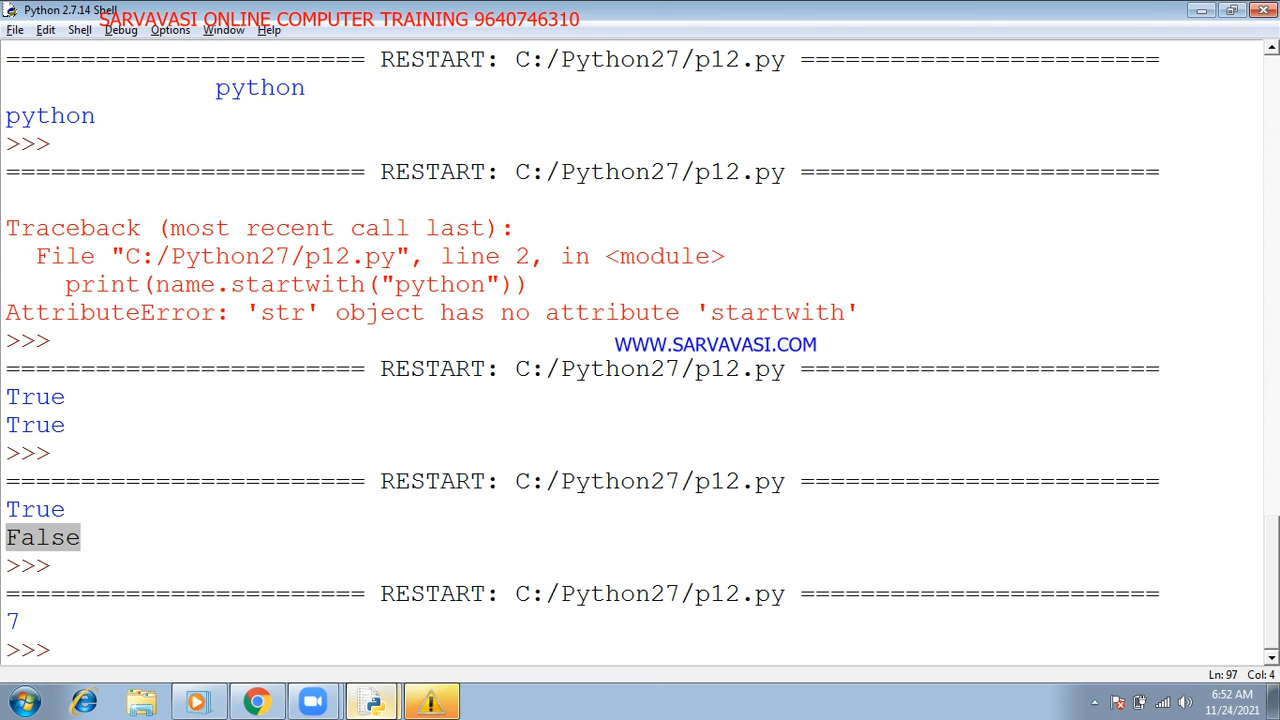 Python 2.7.14 Shell
SARVAVASI ONLINE COMPUTER TRAINING 9640746310
File Edit Shell Debug Options Window Help
======================== RESTART: C:/Python27/p12.py ========================
              python
python
>>>
======================== RESTART: C:/Python27/p12.py ========================
Traceback (most recent call last):
  File "C:/Python27/p12.py", line 2, in <module>
    print(name.startwith("python"))
AttributeError: 'str' object has no attribute 'startwith'
>>>
WWW.SARVAVASI.COM
======================== RESTART: C:/Python27/p12.py ========================
True
True
>>>
======================== RESTART: C:/Python27/p12.py ========================
True
False
>>>
======================== RESTART: C:/Python27/p12.py ========================
7
>>>
Ln: 97 Col: 4
6:52 AM
11/24/2021